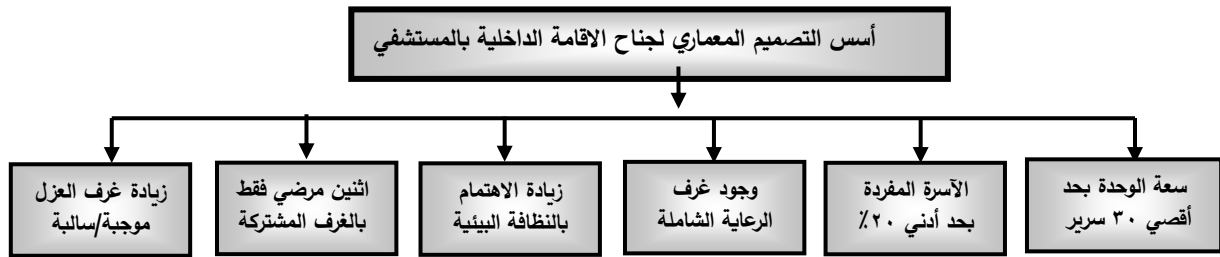 أسس التصميم المعماري لجناح الاقامة الداخلية بالمستشفي
سعة الوحدة بحد
أقصي ٣٠ سرير
الآسرة المفردة
بحد أدني ٢٠٪
وجود غرف
الرعاية الشاملة
زيادة الاهتمام
بالنظافة البيئية
اثنين مرضي فقط
بالغرف المشتركة
زيادة غرف العزل
موجبة/سالبة